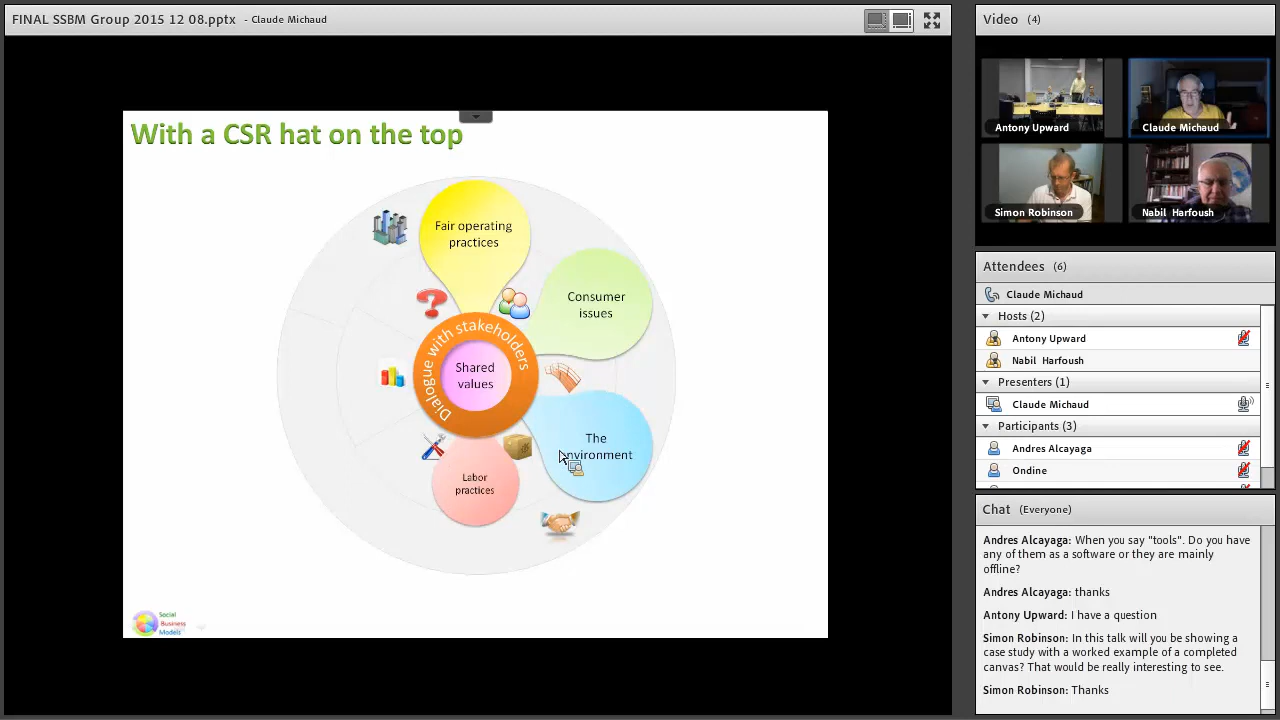 FINAL SSBM Group 2015 12 08.pptx - Claude Michaud
With a CSR hat on the top
Fair operating
practices
Consumer
issues
Dialogue with stakeholders
Shared
values
The
environment
Labor
practices
Social
Business
Models
Video (4)
Antony Upward
Claude Michaud
Simon Robinson
Nabil Harfoush
Attendees (6)
Claude Michaud
Hosts (2)
Antony Upward
Nabil Harfoush
Presenters (1)
Claude Michaud
Participants (3)
Andres Alcayaga
Ondine
Chat (Everyone)
Andres Alcayaga: When you say "tools". Do you have
any of them as a software or they are mainly
offline?
Andres Alcayaga: thanks
Antony Upward: I have a question
Simon Robinson: In this talk will you be showing a
case study with a worked example of a completed
canvas? That would be really interesting to see.
Simon Robinson: Thanks